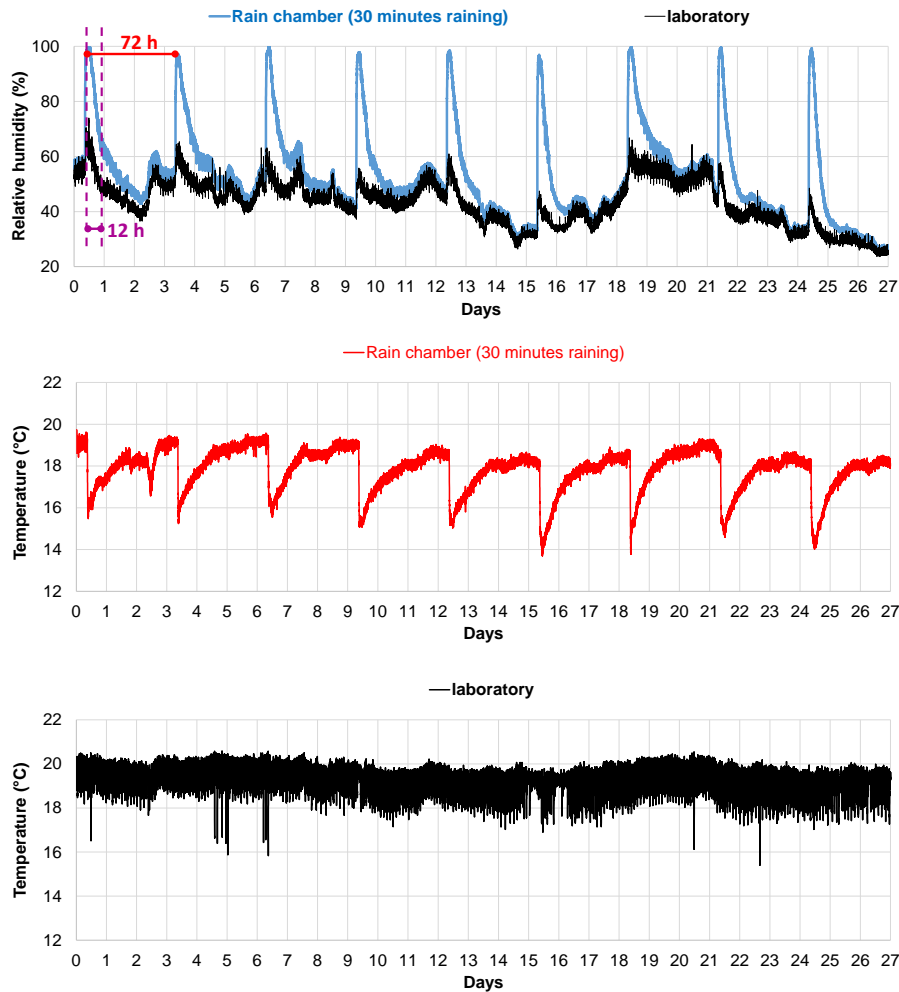 Rain chamber (30 minutes raining) laboratory
Relative humidity (%)
100
80
60
40
20
72 h
12 h
0 1 2 3 4 5 6 7 8 9 10 11 12 13 14 15 16 17 18 19 20 21 22 23 24 25 26 27
Days
Rain chamber (30 minutes raining)
Temperature (°C)
22
20
18
16
14
12
0 1 2 3 4 5 6 7 8 9 10 11 12 13 14 15 16 17 18 19 20 21 22 23 24 25 26 27
Days
laboratory
Temperature (°C)
22
20
18
16
14
12
0 1 2 3 4 5 6 7 8 9 10 11 12 13 14 15 16 17 18 19 20 21 22 23 24 25 26 27
Days